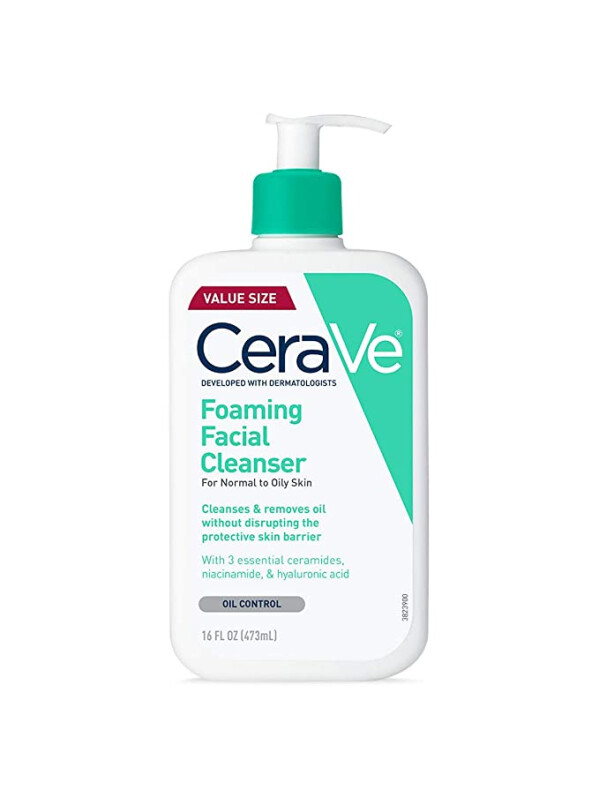 VALUE SIZE
CeraVe®
DEVELOPED WITH DERMATOLOGISTS
Foaming
Facial
Cleanser
For Normal to Oily Skin
Cleanses & removes oil
without disrupting the
protective skin barrier
With 3 essential ceramides,
niacinamide, & hyaluronic acid
OIL CONTROL
16 FL OZ (473mL)
3822900